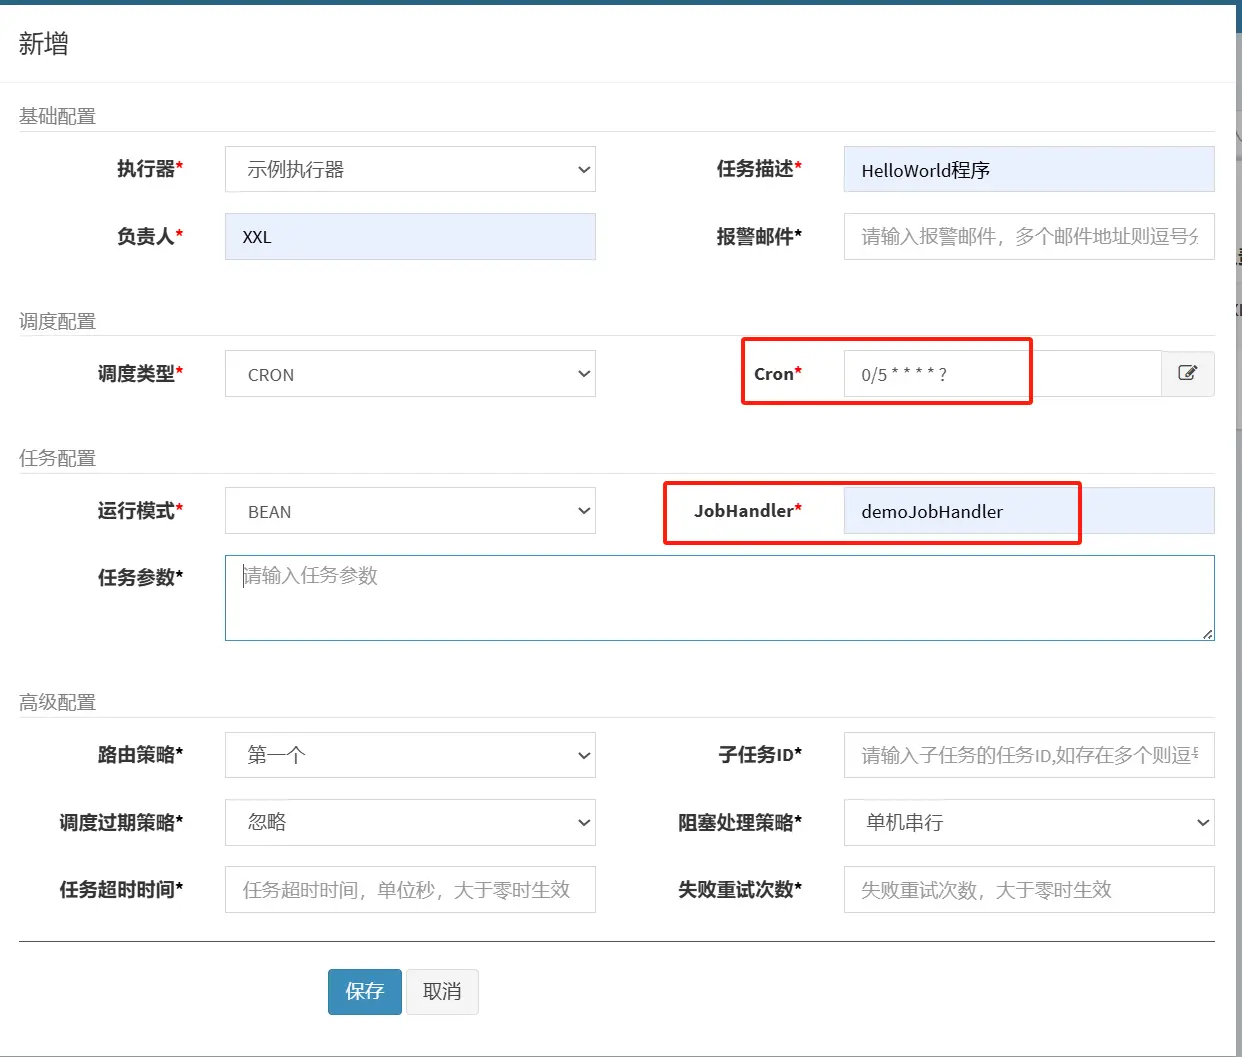 新增
基础配置
执行器* 示例执行器 任务描述* HelloWorld程序
负责人* XXL 报警邮件* 请输入报警邮件，多个邮件地址则逗号分
调度配置
调度类型* CRON Cron* 0/5 * * * * ?
任务配置
运行模式* BEAN JobHandler* demoJobHandler
任务参数* 请输入任务参数
高级配置
路由策略* 第一个 子任务ID* 请输入子任务的任务ID,如存在多个则逗号
调度过期策略* 忽略 阻塞处理策略* 单机串行
任务超时时间* 任务超时时间，单位秒，大于零时生效 失败重试次数* 失败重试次数，大于零时生效
保存 取消